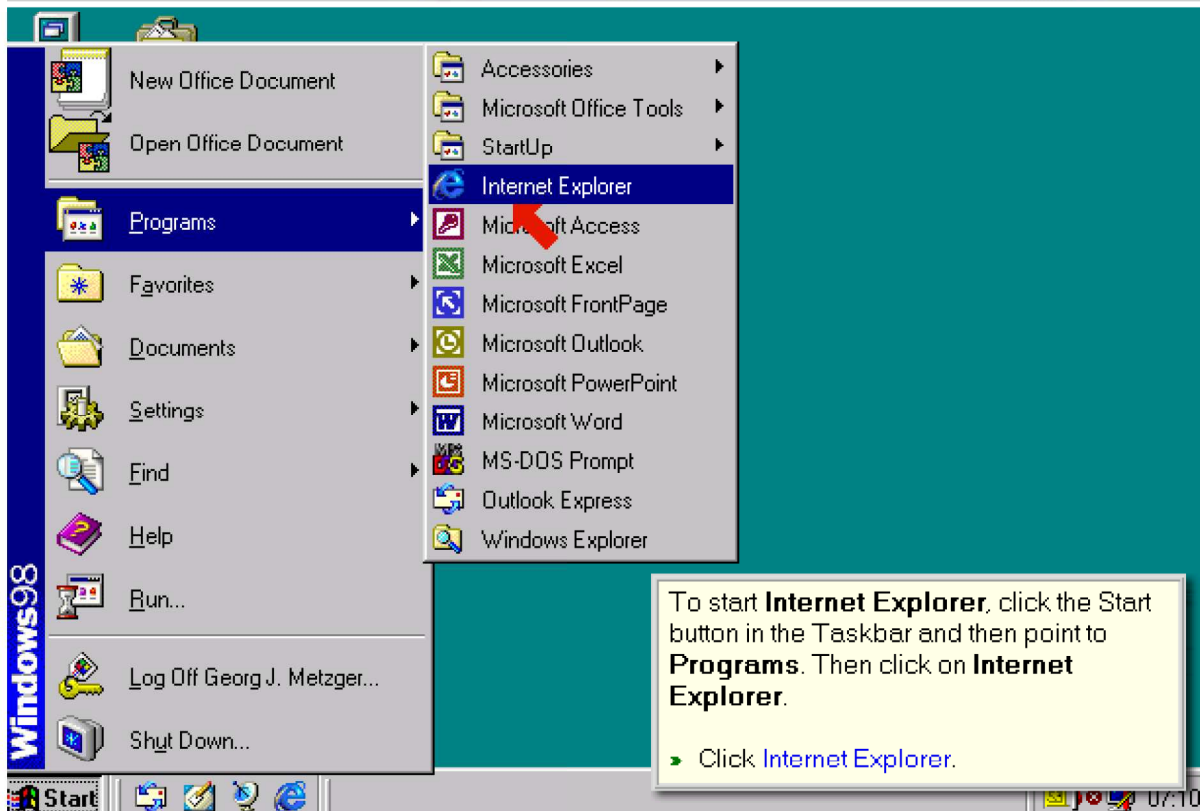 New Office Document
Open Office Document
Programs
Favorites
Documents
Settings
Find
Help
Run...
Log Off Georg J. Metzger...
Shut Down...
Windows98
Accessories
Microsoft Office Tools
StartUp
Internet Explorer
Microsoft Access
Microsoft Excel
Microsoft FrontPage
Microsoft Outlook
Microsoft PowerPoint
Microsoft Word
MS-DOS Prompt
Outlook Express
Windows Explorer
To start Internet Explorer, click the Start
button in the Taskbar and then point to
Programs. Then click on Internet
Explorer.
Click Internet Explorer.
Start